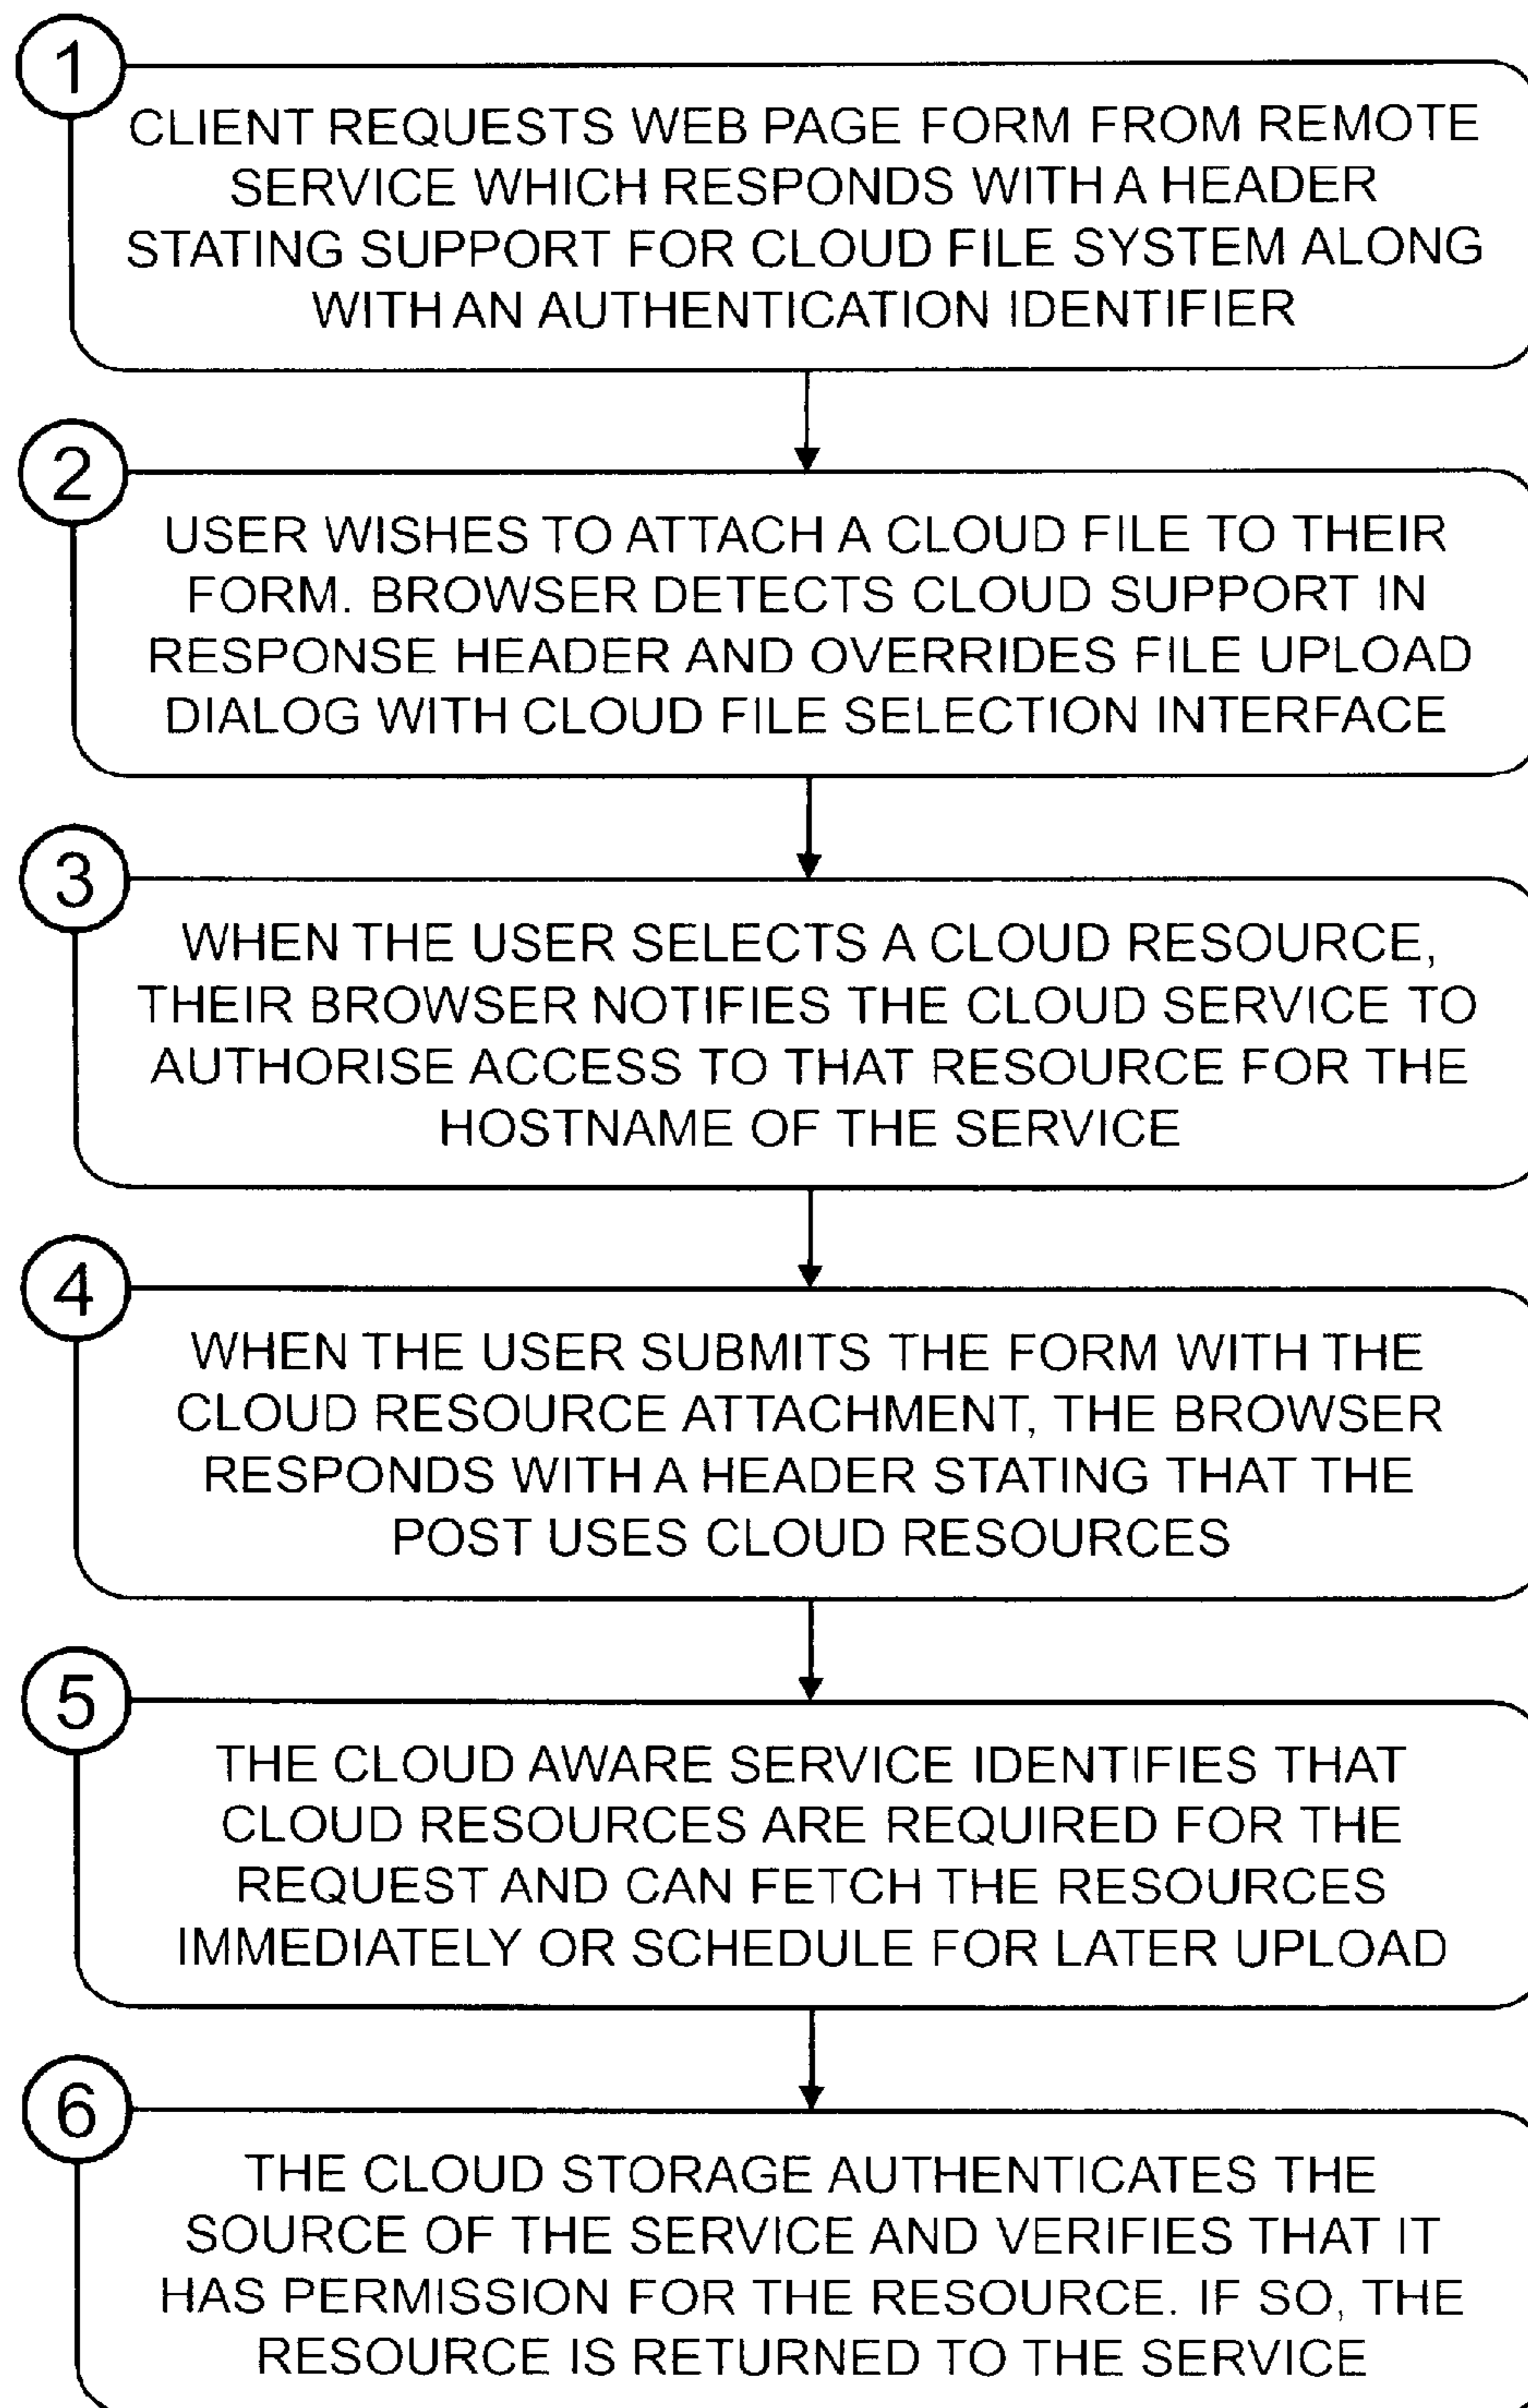 1
CLIENT REQUESTS WEB PAGE FORM FROM REMOTE
SERVICE WHICH RESPONDS WITH A HEADER
STATING SUPPORT FOR CLOUD FILE SYSTEM ALONG
WITH AN AUTHENTICATION IDENTIFIER
2
USER WISHES TO ATTACH A CLOUD FILE TO THEIR
FORM. BROWSER DETECTS CLOUD SUPPORT IN
RESPONSE HEADER AND OVERRIDES FILE UPLOAD
DIALOG WITH CLOUD FILE SELECTION INTERFACE
3
WHEN THE USER SELECTS A CLOUD RESOURCE,
THEIR BROWSER NOTIFIES THE CLOUD SERVICE TO
AUTHORISE ACCESS TO THAT RESOURCE FOR THE
HOSTNAME OF THE SERVICE
4
WHEN THE USER SUBMITS THE FORM WITH THE
CLOUD RESOURCE ATTACHMENT, THE BROWSER
RESPONDS WITH A HEADER STATING THAT THE
POST USES CLOUD RESOURCES
5
THE CLOUD AWARE SERVICE IDENTIFIES THAT
CLOUD RESOURCES ARE REQUIRED FOR THE
REQUEST AND CAN FETCH THE RESOURCES
IMMEDIATELY OR SCHEDULE FOR LATER UPLOAD
6
THE CLOUD STORAGE AUTHENTICATES THE
SOURCE OF THE SERVICE AND VERIFIES THAT IT
HAS PERMISSION FOR THE RESOURCE. IF SO, THE
RESOURCE IS RETURNED TO THE SERVICE